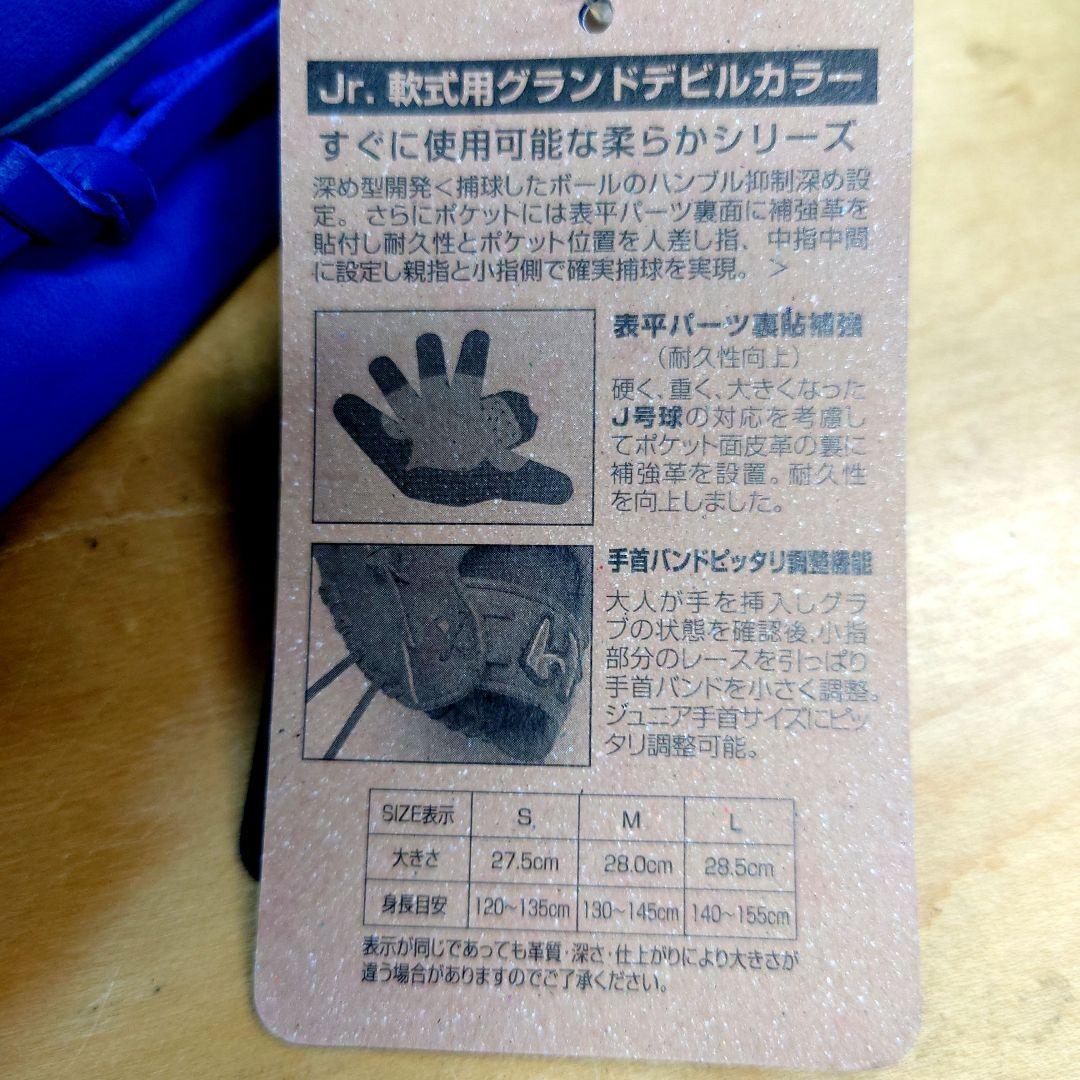 Jr. 軟式用グランドデビルカラー
すぐに使用可能な柔らかシリーズ
深め型開発<捕球したボールのハンブル抑制深め設
定。さらにポケットには表平パーツ裏面に補強革を
貼付し耐久性とポケット位置を人差し指、中指中間
に設定し親指と小指側で確実捕球を実現。>
表平パーツ裏貼補強
(耐久性向上)
硬く、重く、大きくなった
J号球の対応を考慮し
てポケット面皮革の裏に
補強革を設置。耐久性
を向上しました。
手首バンドピッタリ調整機能
大人が手を挿入しグラ
ブの状態を確認後、小指
部分のレースを引っぱり
手首バンドを小さく調整。
ジュニア手首サイズにピッ
タリ調整可能。
SIZE表示 S M L
大きさ 27.5cm 28.0cm 28.5cm
身長目安 120~135cm 130~145cm 140~155cm
表示が同じであっても革質・深さ・仕上がりにより大きさが
違う場合がありますのでご了承ください。